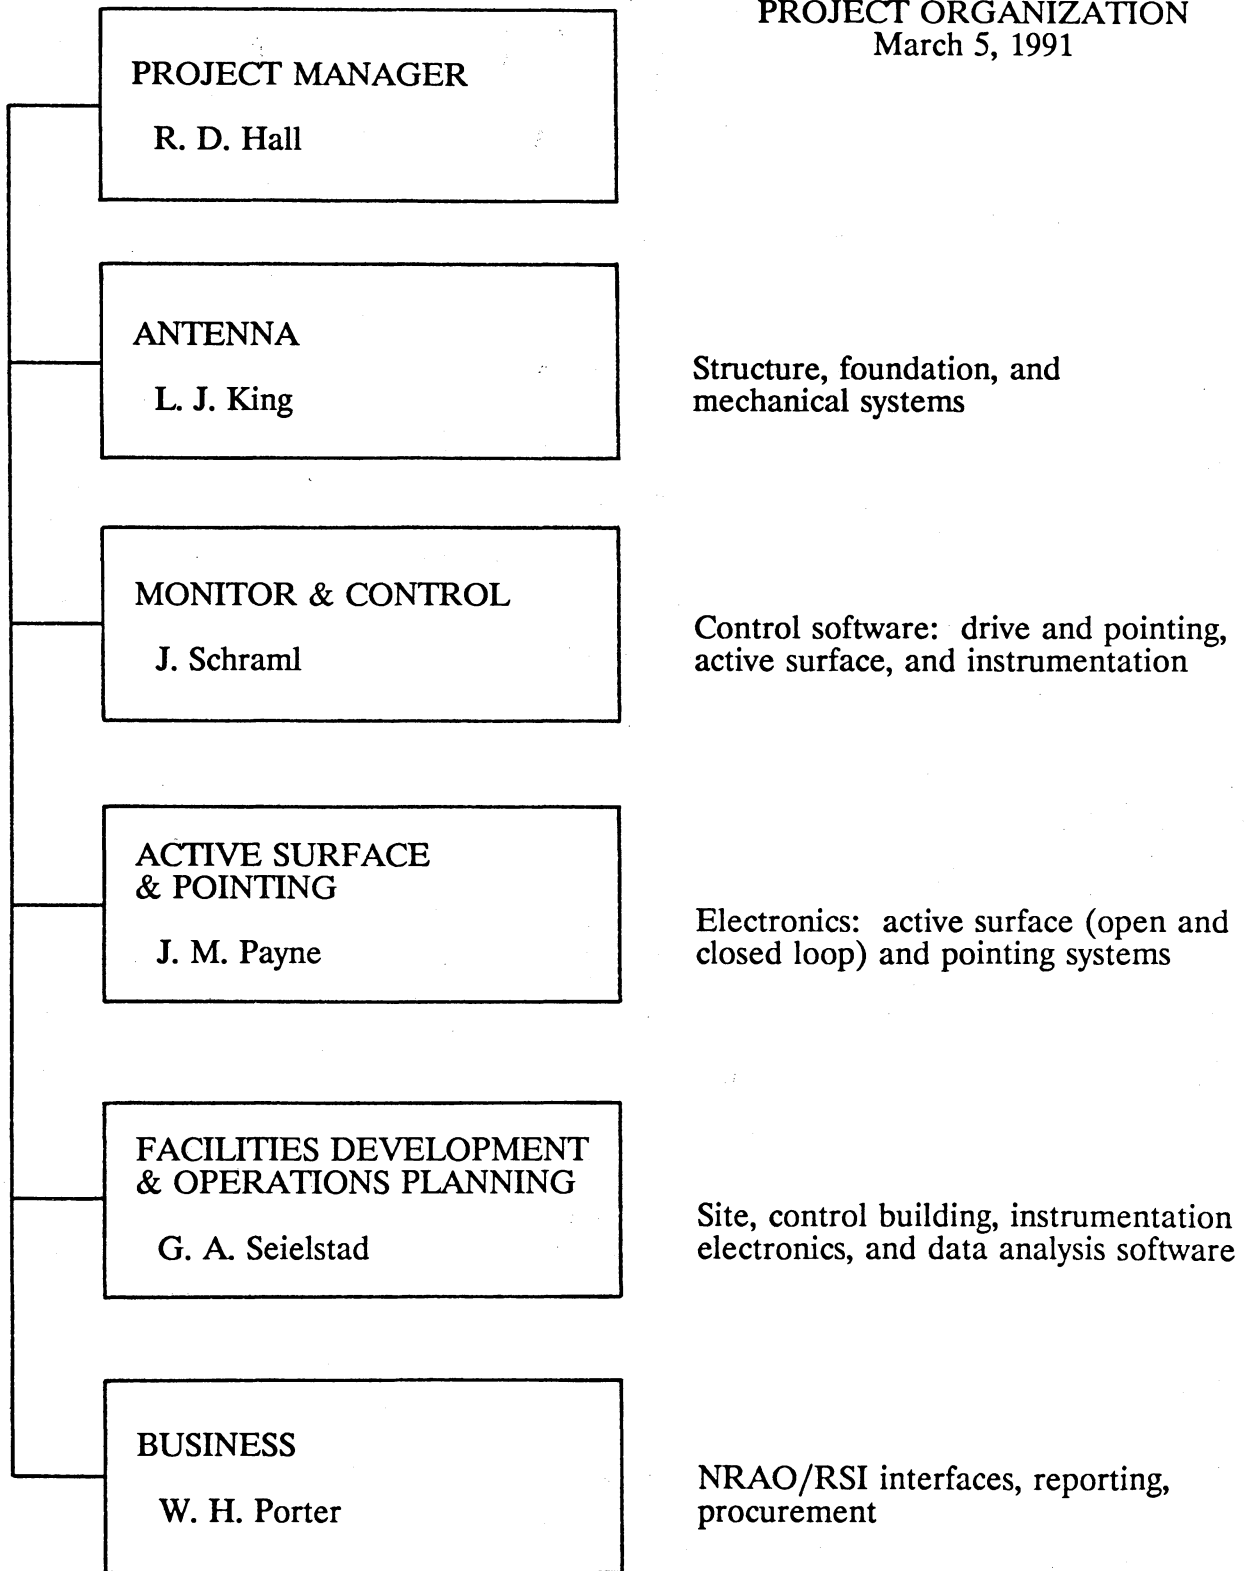 PROJECT ORGANIZATION
March 5, 1991
PROJECT MANAGER
R. D. Hall
ANTENNA
L. J. King
Structure, foundation, and
mechanical systems
MONITOR & CONTROL
J. Schraml
Control software: drive and pointing,
active surface, and instrumentation
ACTIVE SURFACE
& POINTING
J. M. Payne
Electronics: active surface (open and
closed loop) and pointing systems
FACILITIES DEVELOPMENT
& OPERATIONS PLANNING
G. A. Seielstad
Site, control building, instrumentation
electronics, and data analysis software
BUSINESS
W. H. Porter
NRAO/RSI interfaces, reporting,
procurement